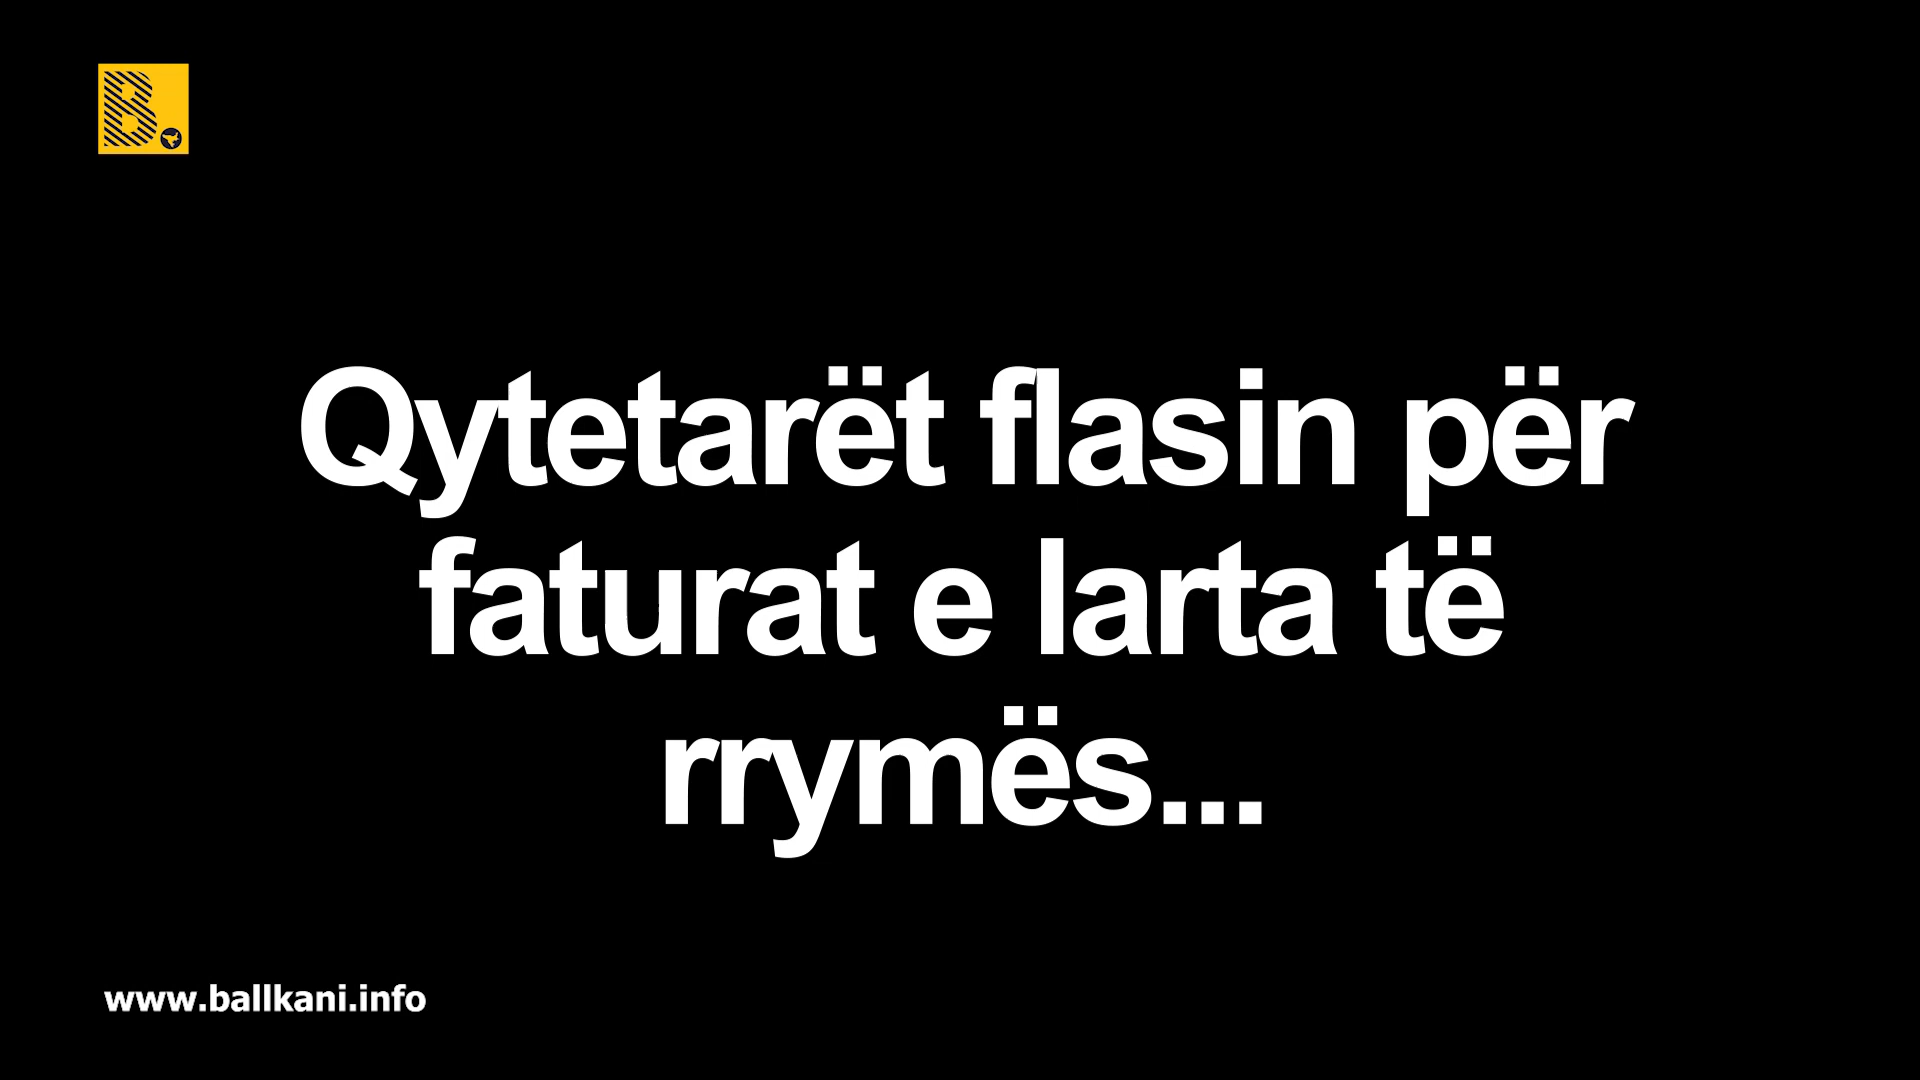 B.
Qytetarët flasin për
faturat e larta të
rrymës...
www.ballkani.info